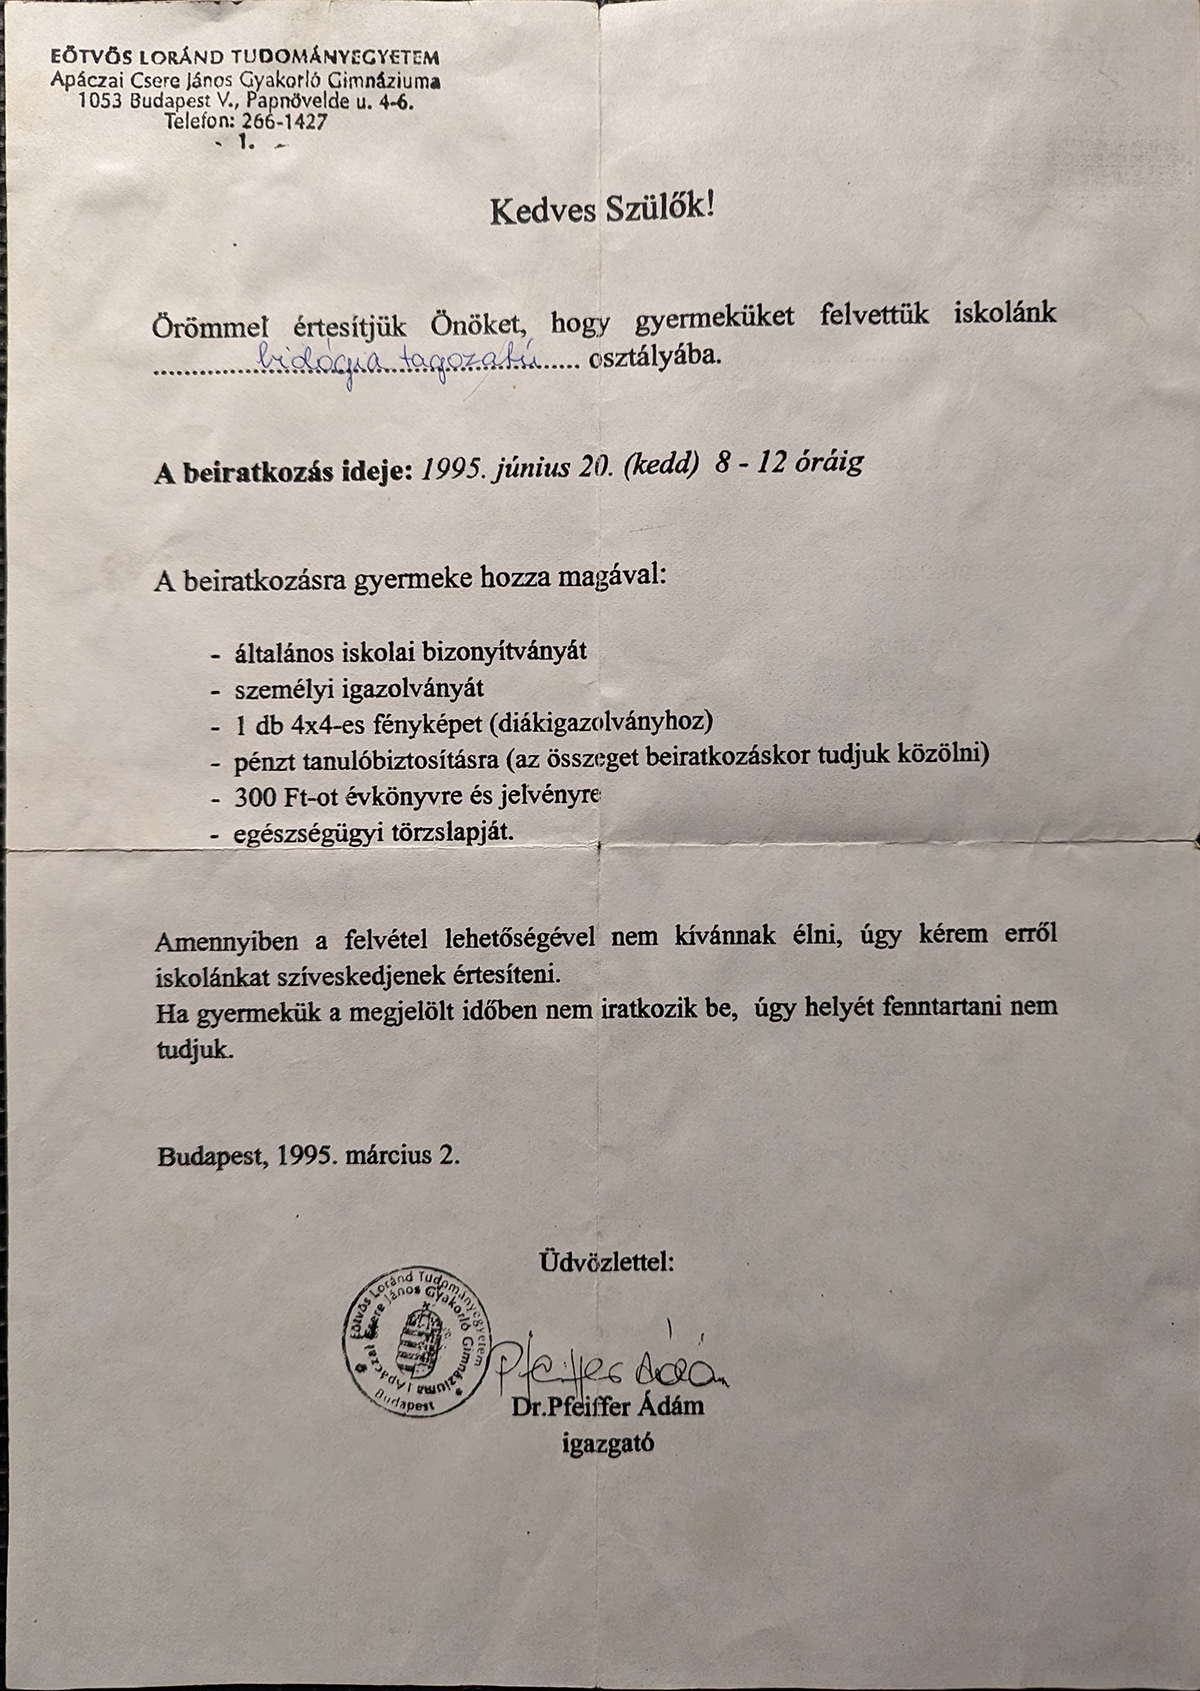 EÖTVÖS LORÁND TUDOMÁNYEGYETEM
Apáczai Csere János Gyakorló Gimnáziuma
1053 Budapest V., Papnövelde u. 4-6.
Telefon: 266-1427
- 1. -
Kedves Szülők!
Örömmel értesítjük Önöket, hogy gyermeküket felvettük iskolánk
biológia tagozatú osztályába.
A beiratkozás ideje: 1995. június 20. (kedd) 8 - 12 óráig
A beiratkozásra gyermeke hozza magával:
- általános iskolai bizonyítványát
- személyi igazolványát
- 1 db 4x4-es fényképet (diákigazolványhoz)
- pénzt tanulóbiztosításra (az összeget beiratkozáskor tudjuk közölni)
- 300 Ft-ot évkönyvre és jelvényre
- egészségügyi törzslapját.
Amennyiben a felvétel lehetőségével nem kívánnak élni, úgy kérem erről
iskolánkat szíveskedjenek értesíteni.
Ha gyermekük a megjelölt időben nem iratkozik be, úgy helyét fenntartani nem
tudjuk.
Budapest, 1995. március 2.
Üdvözlettel:
Eötvös Loránd Tudományegyetem
Apáczai Csere János Gyakorló Gimnáziuma
Budapest
Pfeiffer Ádám
Dr.Pfeiffer Ádám
igazgató